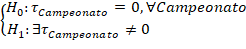 H₀: τ_Campeonato = 0, ∀Campeonato
H₁: ∃τ_Campeonato ≠ 0